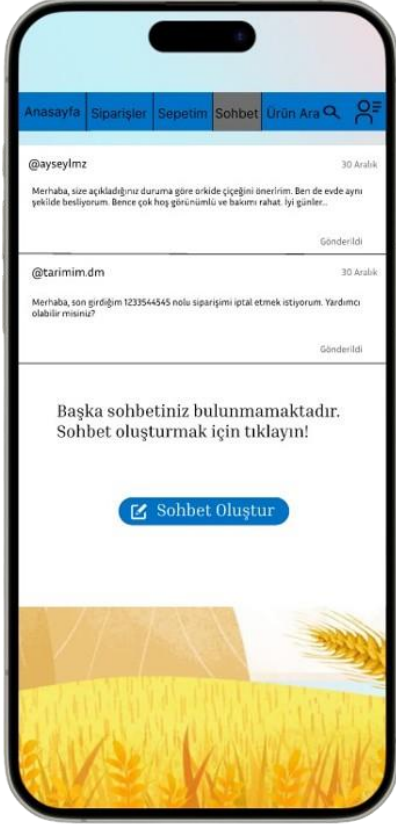 Anasayfa Siparişler Sepetim Sohbet Ürün Ara
@ayseylmz 30 Aralık
Merhaba, size açıkladığınız duruma göre orkide çiçeğini önerİrim. Ben de evde aynı
şekilde besliyorum. Bence çok hoş görünümlü ve bakımı rahat. İyi günler...
Gönderildi
@tarimim.dm 30 Aralık
Merhaba, son girdiğim 1233544545 nolu siparişimi iptal etmek istiyorum. Yardımcı
olabilir misiniz?
Gönderildi
Başka sohbetiniz bulunmamaktadır.
Sohbet oluşturmak için tıklayın!
Sohbet Oluştur